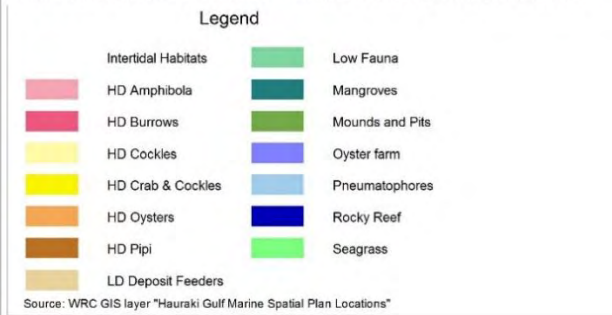 Legend
Intertidal Habitats
HD Amphibola
HD Burrows
HD Cockles
HD Crab & Cockles
HD Oysters
HD Pipi
LD Deposit Feeders
Low Fauna
Mangroves
Mounds and Pits
Oyster farm
Pneumatophores
Rocky Reef
Seagrass
Source: WRC GIS layer "Hauraki Gulf Marine Spatial Plan Locations"